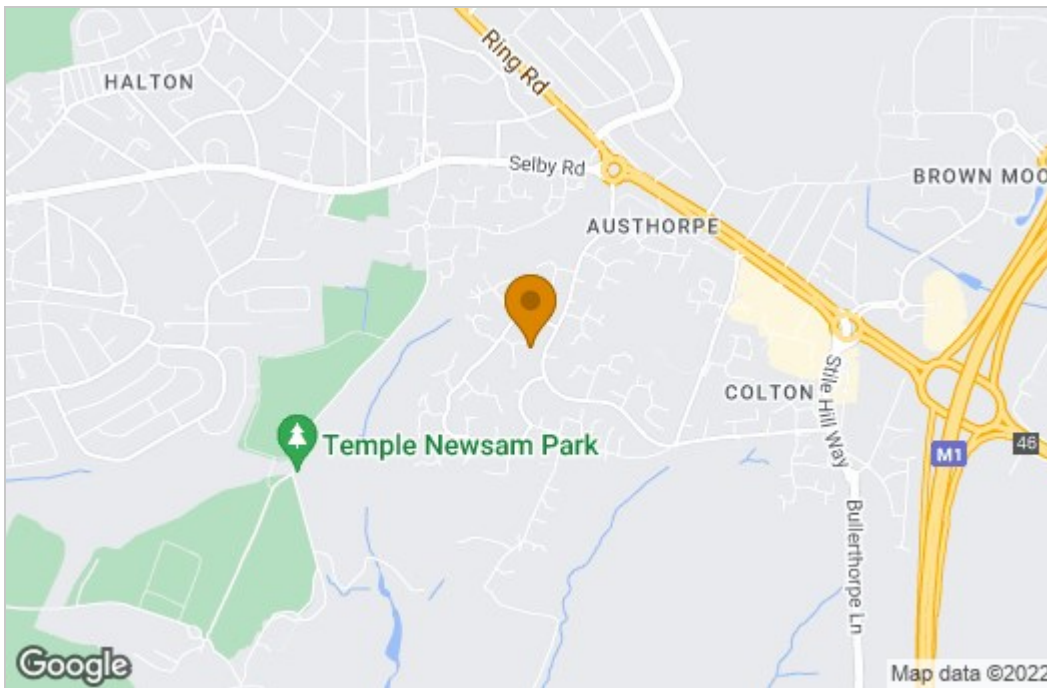 Ring Rd
HALTON
Selby Rd
BROWN MOO
AUSTHORPE
COLTON
Stile Hill Way
Temple Newsam Park
M1
46
Bullerthorpe Ln
Google
Map data ©2022